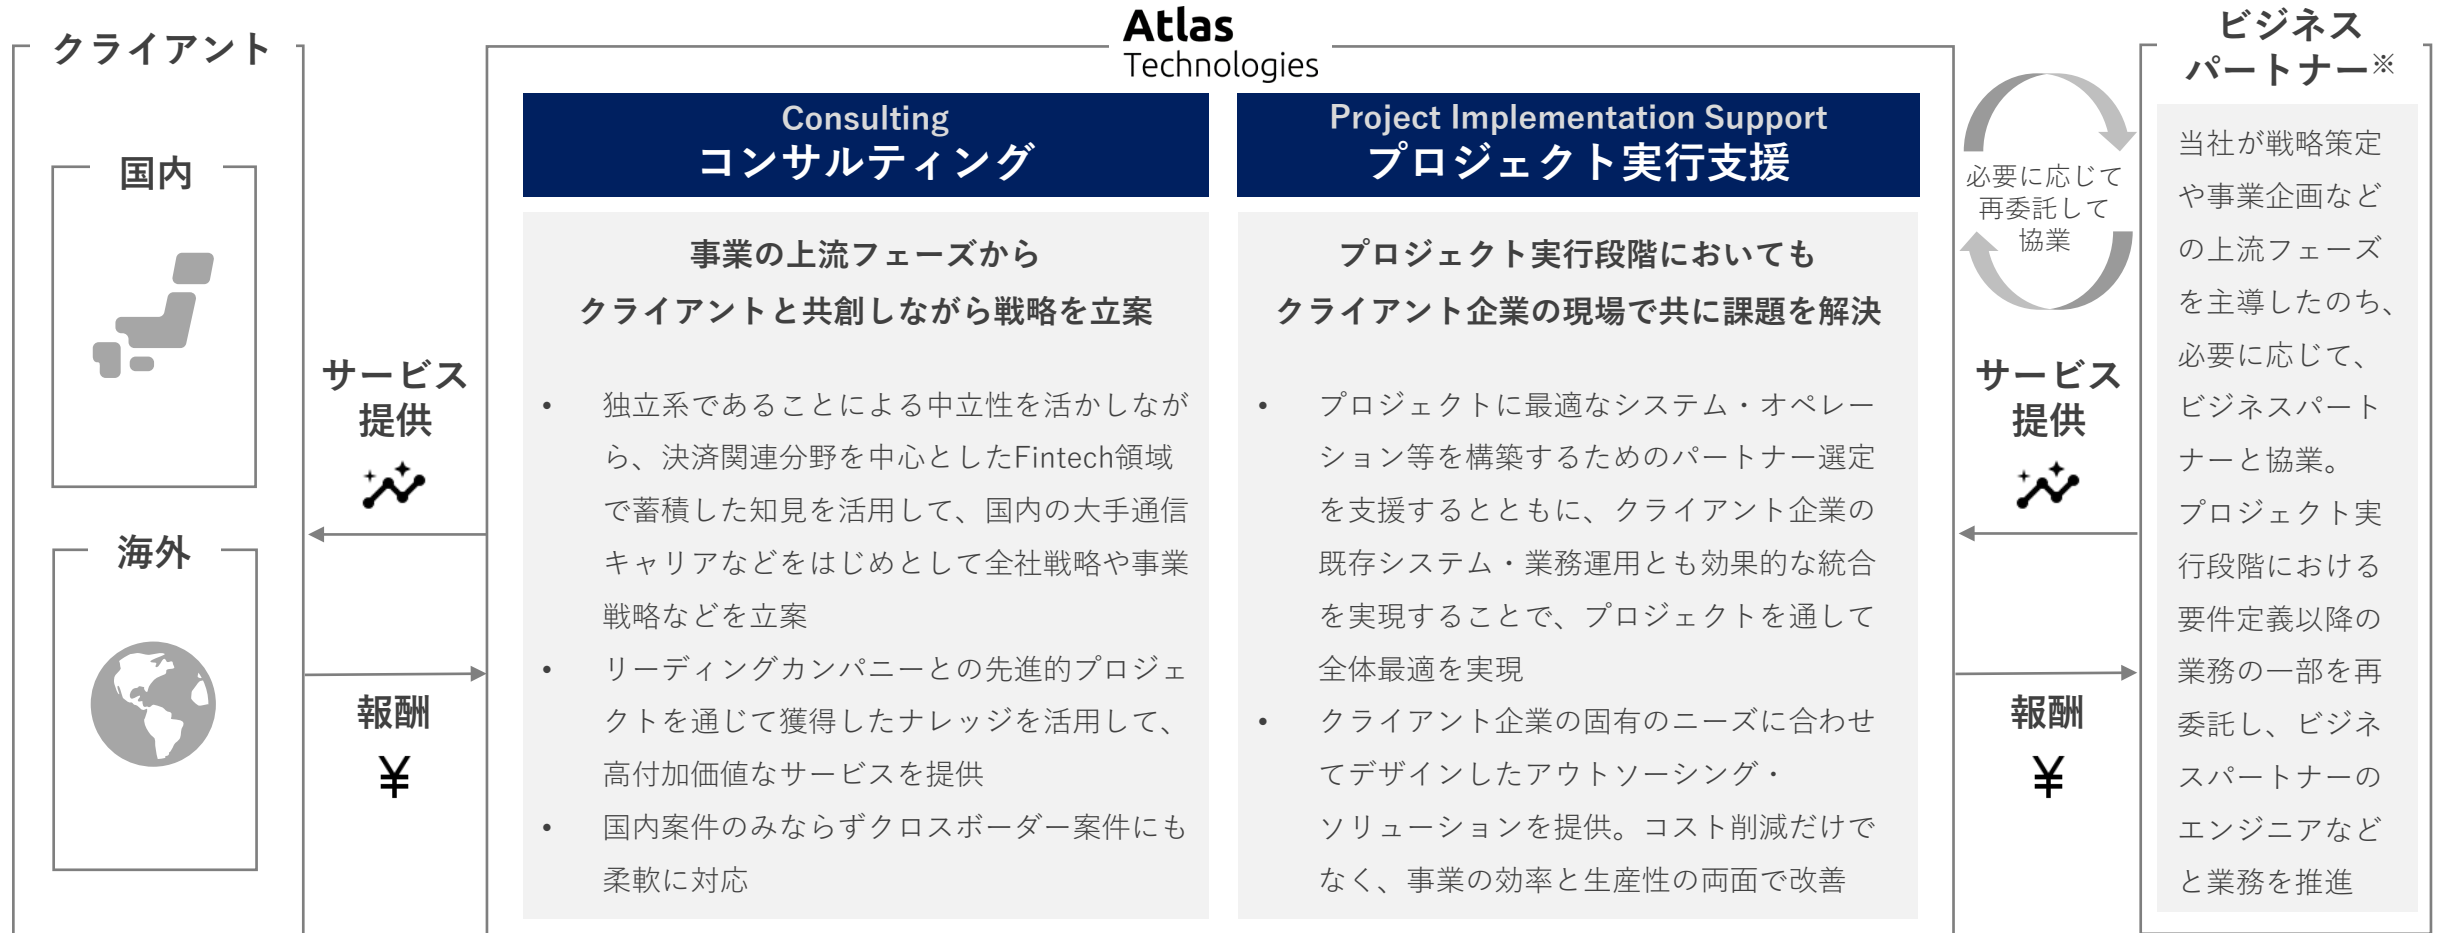 クライアント
国内
海外
サービス
提供
報酬
¥
Atlas
Technologies
Consulting
コンサルティング
事業の上流フェーズから
クライアントと共創しながら戦略を立案
• 独立系であることによる中立性を活かしなが
ら、決済関連分野を中心としたFintech領域
で蓄積した知見を活用して、国内の大手通信
キャリアなどをはじめとして全社戦略や事業
戦略などを立案
• リーディングカンパニーとの先進的プロジェ
クトを通じて獲得したナレッジを活用して、
高付加価値なサービスを提供
• 国内案件のみならずクロスボーダー案件にも
柔軟に対応
Project Implementation Support
プロジェクト実行支援
プロジェクト実行段階においても
クライアント企業の現場で共に課題を解決
• プロジェクトに最適なシステム・オペレー
ション等を構築するためのパートナー選定
を支援するとともに、クライアント企業の
既存システム・業務運用とも効果的な統合
を実現することで、プロジェクトを通して
全体最適を実現
• クライアント企業の固有のニーズに合わせ
てデザインしたアウトソーシング・
ソリューションを提供。コスト削減だけで
なく、事業の効率と生産性の両面で改善
必要に応じて
再委託して
協業
サービス
提供
報酬
¥
ビジネス
パートナー※
当社が戦略策定
や事業企画など
の上流フェーズ
を主導したのち、
必要に応じて、
ビジネスパート
ナーと協業。
プロジェクト実
行段階における
要件定義以降の
業務の一部を再
委託し、ビジネ
スパートナーの
エンジニアなど
と業務を推進